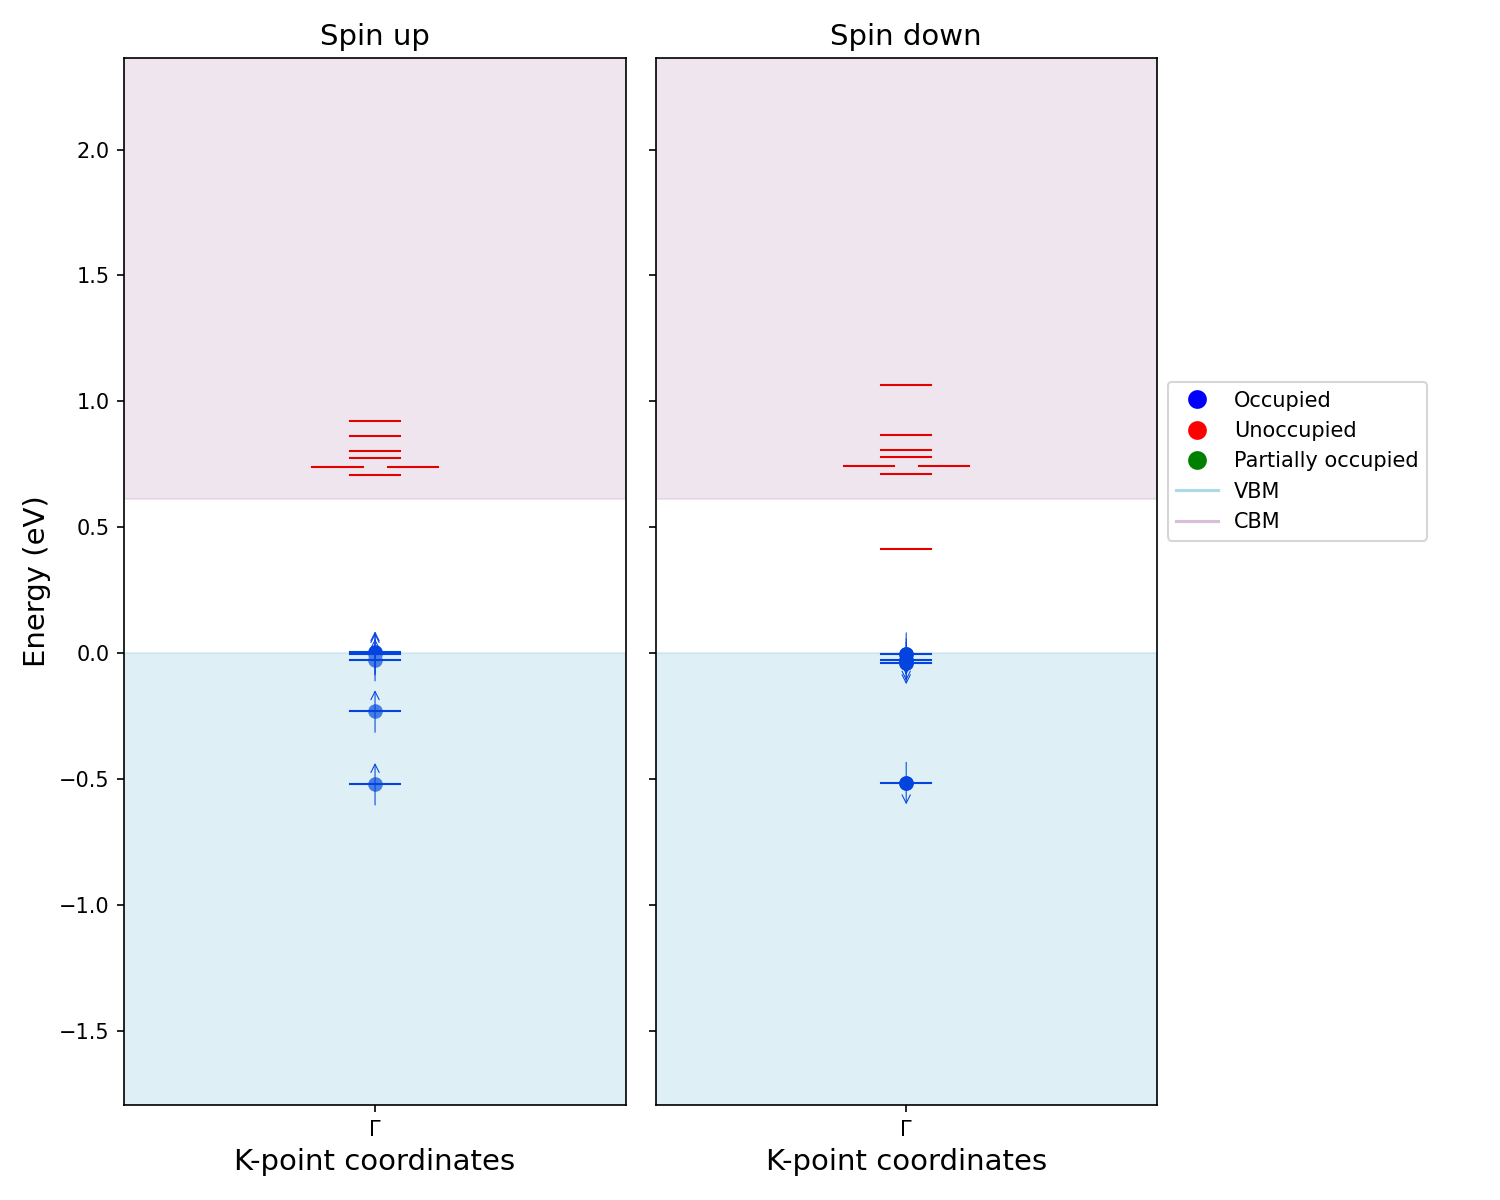 Spin up
Spin down
Energy (eV)
2.0
1.5
1.0
0.5
0.0
−0.5
−1.0
−1.5
Γ
Γ
K-point coordinates
K-point coordinates
Occupied
Unoccupied
Partially occupied
VBM
CBM